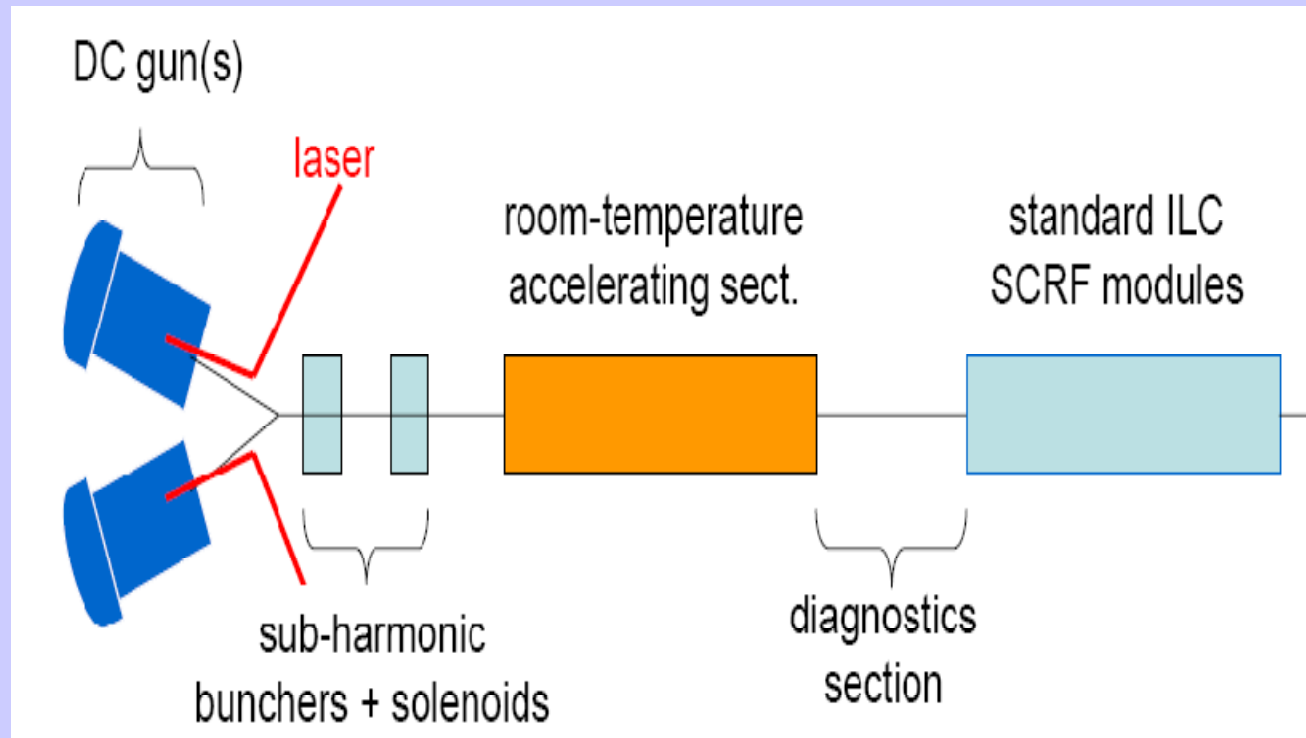 DC gun(s)
laser
room-temperature
accelerating sect.
standard ILC
SCRF modules
sub-harmonic
bunchers + solenoids
diagnostics
section